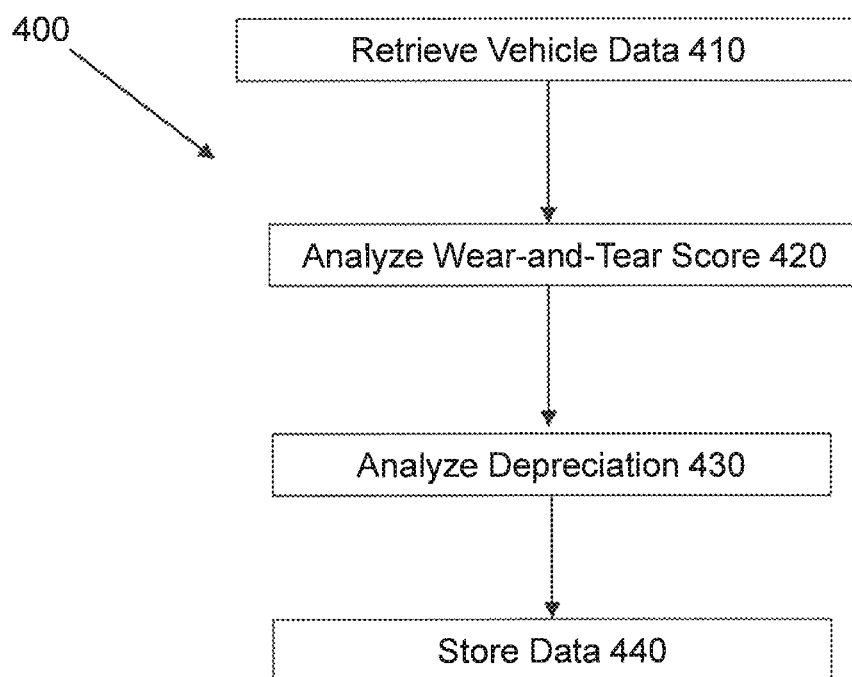 400
Retrieve Vehicle Data 410
Analyze Wear-and-Tear Score 420
Analyze Depreciation 430
Store Data 440